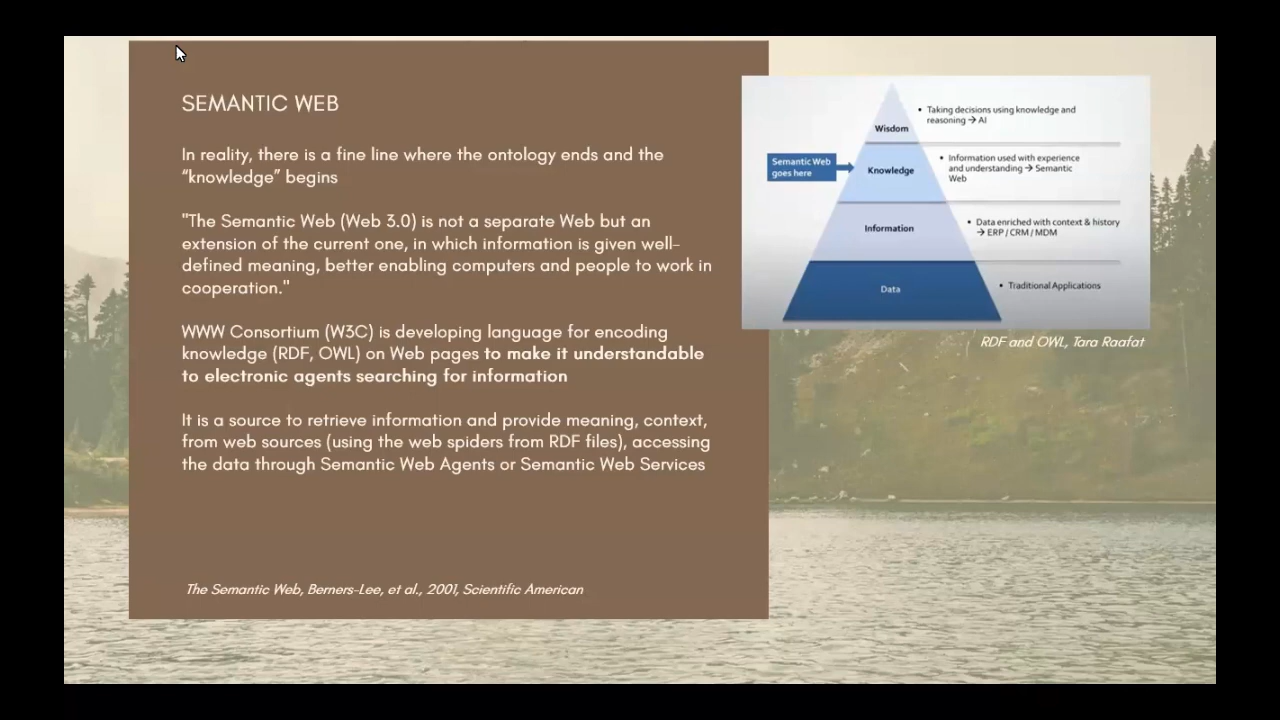 SEMANTIC WEB
In reality, there is a fine line where the ontology ends and the
“knowledge” begins
"The Semantic Web (Web 3.0) is not a separate Web but an
extension of the current one, in which information is given well-
defined meaning, better enabling computers and people to work in
cooperation."
WWW Consortium (W3C) is developing language for encoding
knowledge (RDF, OWL) on Web pages to make it understandable
to electronic agents searching for information
It is a source to retrieve information and provide meaning, context,
from web sources (using the web spiders from RDF files), accessing
the data through Semantic Web Agents or Semantic Web Services
The Semantic Web, Berners-Lee, et al., 2001, Scientific American
Wisdom
• Taking decisions using knowledge and
reasoning → AI
Semantic Web
goes here
Knowledge
• Information used with experience
and understanding → Semantic
Web
Information
• Data enriched with context & history
→ ERP / CRM / MDM
Data
• Traditional Applications
RDF and OWL, Tara Raafat